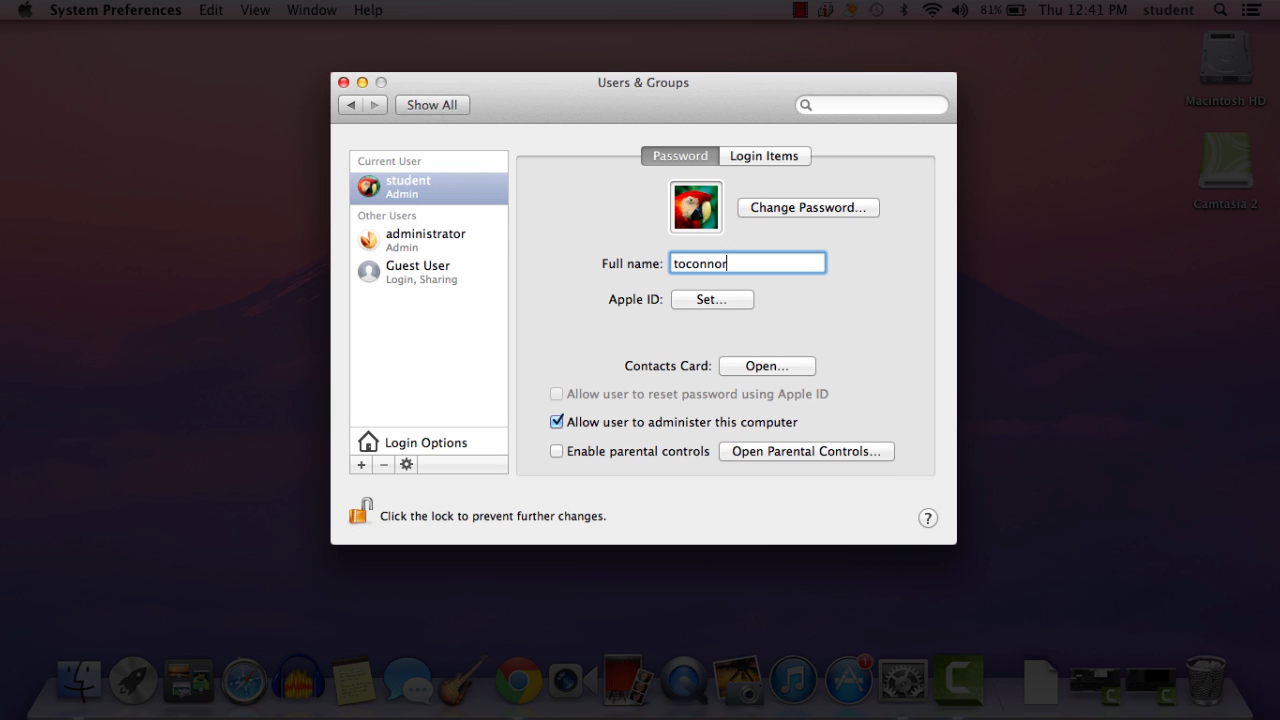 System Preferences Edit View Window Help 81% Thu 12:41 PM student
Macintosh HD
Camtasia 2
Users & Groups
Show All
Current User
student
Admin
Other Users
administrator
Admin
Guest User
Login, Sharing
Login Options
+ −
Password Login Items
Change Password...
Full name: toconnor
Apple ID: Set...
Contacts Card: Open...
Allow user to reset password using Apple ID
Allow user to administer this computer
Enable parental controls Open Parental Controls...
Click the lock to prevent further changes.
?
1